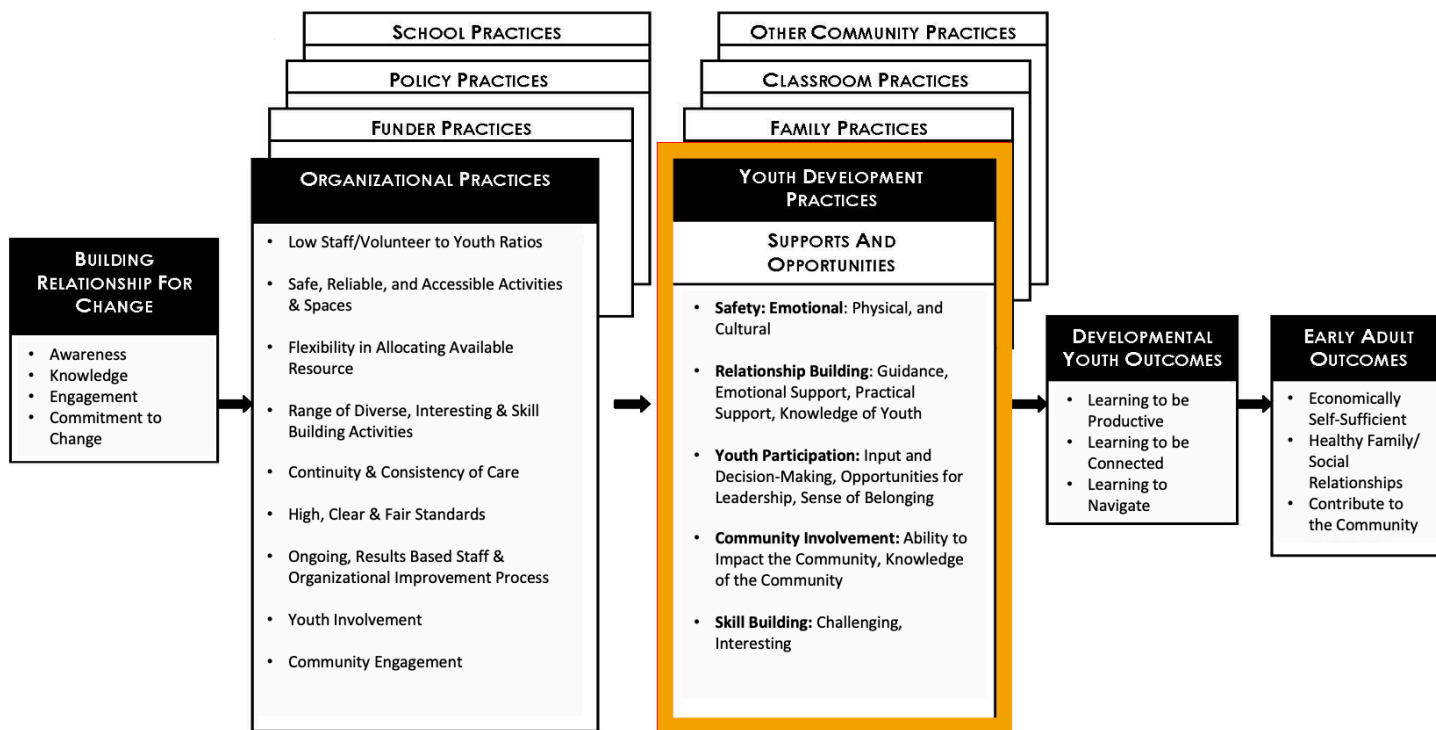 BUILDING
RELATIONSHIP FOR
CHANGE
• Awareness
• Knowledge
• Engagement
• Commitment to
Change
SCHOOL PRACTICES
POLICY PRACTICES
FUNDER PRACTICES
ORGANIZATIONAL PRACTICES
• Low Staff/Volunteer to Youth Ratios
• Safe, Reliable, and Accessible Activities
& Spaces
• Flexibility in Allocating Available
Resource
• Range of Diverse, Interesting & Skill
Building Activities
• Continuity & Consistency of Care
• High, Clear & Fair Standards
• Ongoing, Results Based Staff &
Organizational Improvement Process
• Youth Involvement
• Community Engagement
OTHER COMMUNITY PRACTICES
CLASSROOM PRACTICES
FAMILY PRACTICES
YOUTH DEVELOPMENT
PRACTICES
SUPPORTS AND
OPPORTUNITIES
• Safety: Emotional: Physical, and
Cultural
• Relationship Building: Guidance,
Emotional Support, Practical
Support, Knowledge of Youth
• Youth Participation: Input and
Decision-Making, Opportunities for
Leadership, Sense of Belonging
• Community Involvement: Ability to
Impact the Community, Knowledge
of the Community
• Skill Building: Challenging,
Interesting
DEVELOPMENTAL
YOUTH OUTCOMES
• Learning to be
Productive
• Learning to be
Connected
• Learning to
Navigate
EARLY ADULT
OUTCOMES
• Economically
Self-Sufficient
• Healthy Family/
Social
Relationships
• Contribute to
the Community